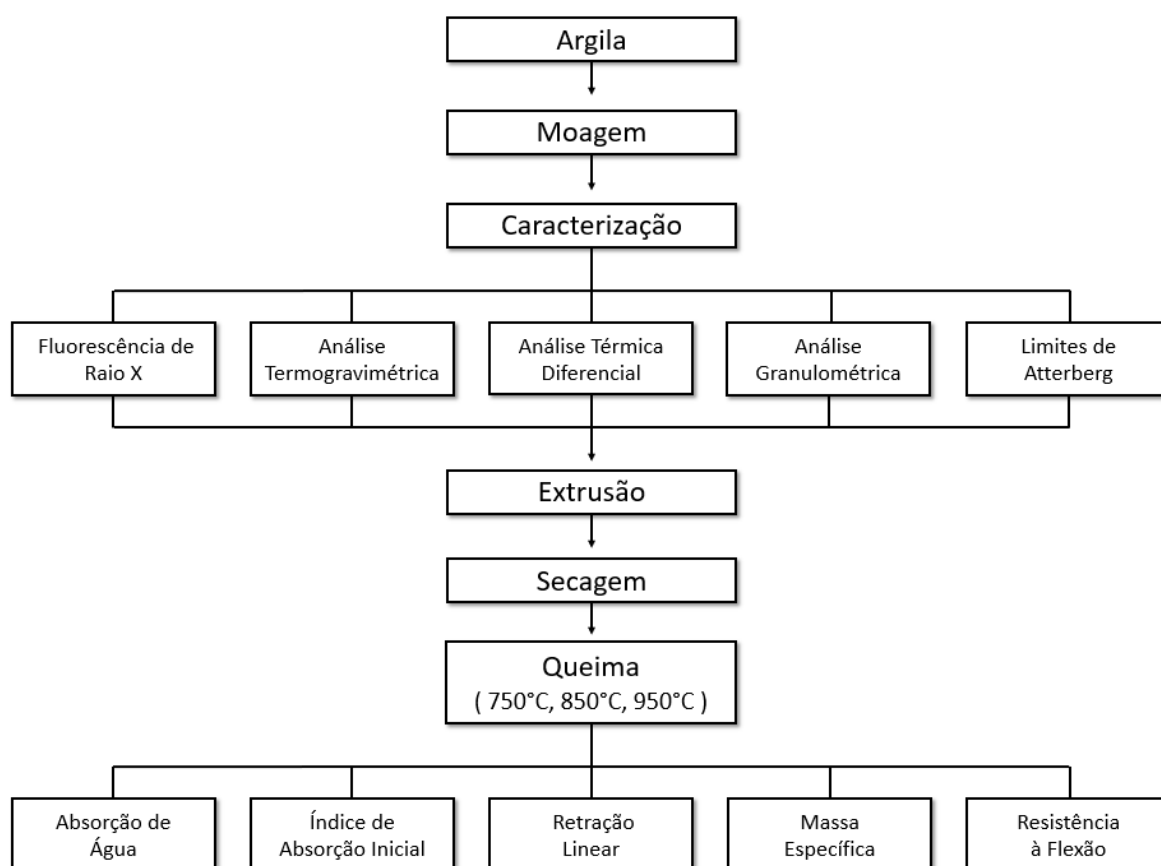 Argila
Moagem
Caracterização
Fluorescência de
Raio X
Análise
Termogravimétrica
Análise Térmica
Diferencial
Análise
Granulométrica
Limites de
Atterberg
Extrusão
Secagem
Queima
( 750°C, 850°C, 950°C )
Absorção de
Água
Índice de
Absorção Inicial
Retração
Linear
Massa
Específica
Resistência
à Flexão